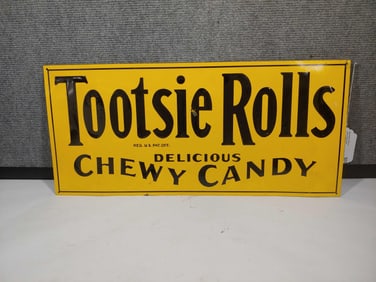 Tootsie Rolls
REG. U.S. PAT. OFF.
DELICIOUS
CHEWY CANDY